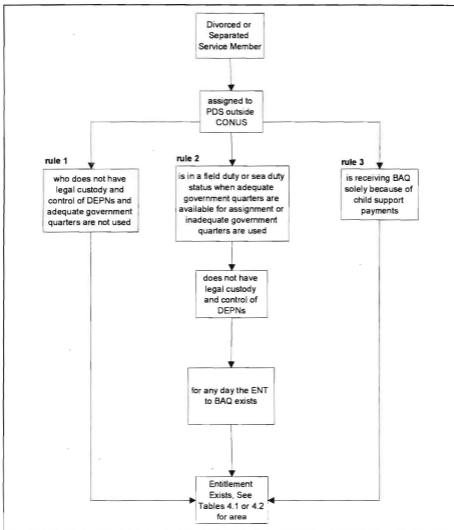 Divorced or
Separated
Service Member
assigned to
PDS outside
CONUS
rule 1
who does not have
legal custody and
control of DEPNs and
adequate government
quarters are not used
rule 2
is in a field duty or sea duty
status when adequate
government quarters are
available for assignment or
inadequate government
quarters are used
rule 3
is receiving BAQ
solely because of
child support
payments
does not have
legal custody
and control of
DEPNs
for any day the ENT
to BAQ exists
Entitlement
Exists, See
Tables 4.1 or 4.2
for area